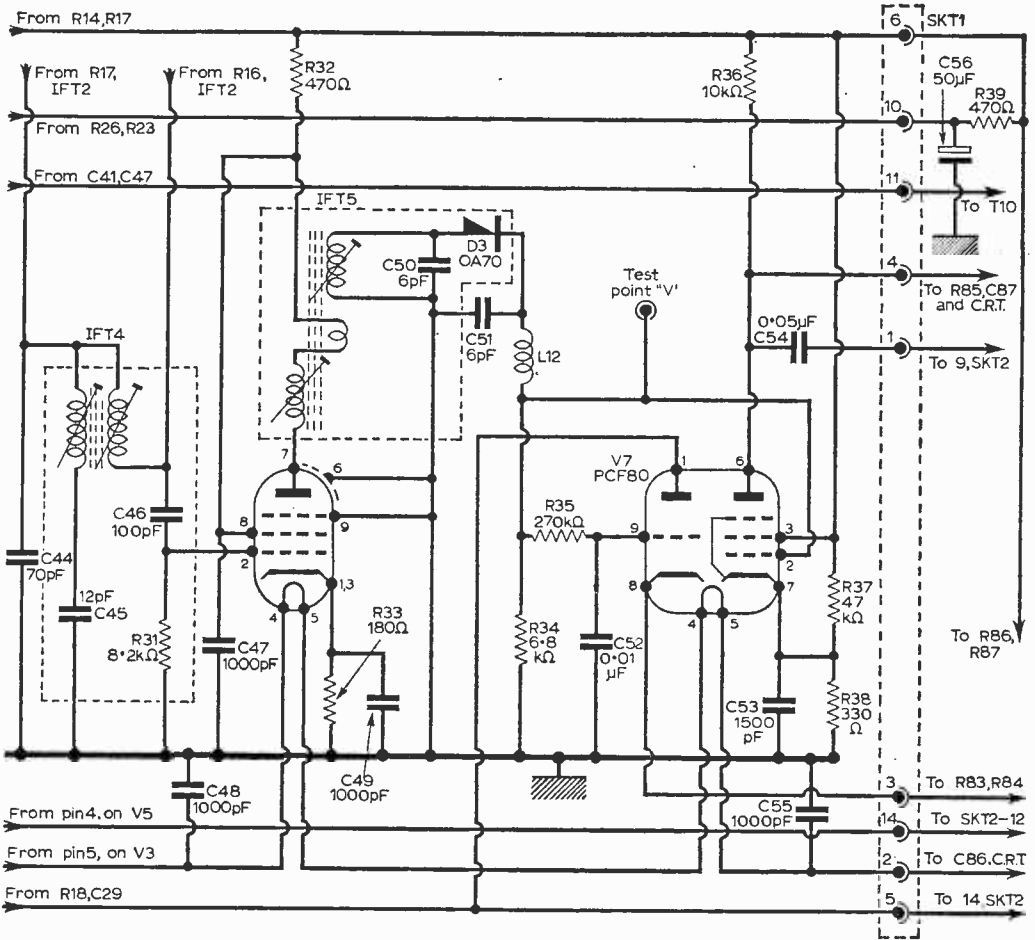 From R14,R17
6
SKT1
From R17,
IFT2
From R16,
IFT2
R32
470Ω
R36
10kΩ
C56
50µF
R39
470Ω
10
From R26,R23
From C41,C47
11
To T10
IFT5
D3
OA70
C50
6pF
Test
point "V"
4
To R85,C87
and C.R.T.
C51
6pF
L12
0·05µF
C54
1
To 9,SKT2
IFT4
7
6
V7
PCF80
1
6
C46
100pF
R35
270kΩ
8
9
2
9
3
2
C44
70pF
12pF
C45
1,3
8
7
R37
47
kΩ
4
5
R33
180Ω
4
5
R31
8·2kΩ
C47
1000pF
R34
6·8
kΩ
C52
0·01
µF
To R86,
R87
C53
1500
pF
R38
330
Ω
C49
1000pF
C48
1000pF
C55
1000pF
3
To R83,R84
From pin4, on V5
14
To SKT2-12
From pin5, on V3
2
To C86.C.R.T
From R18,C29
5
To 14,SKT2